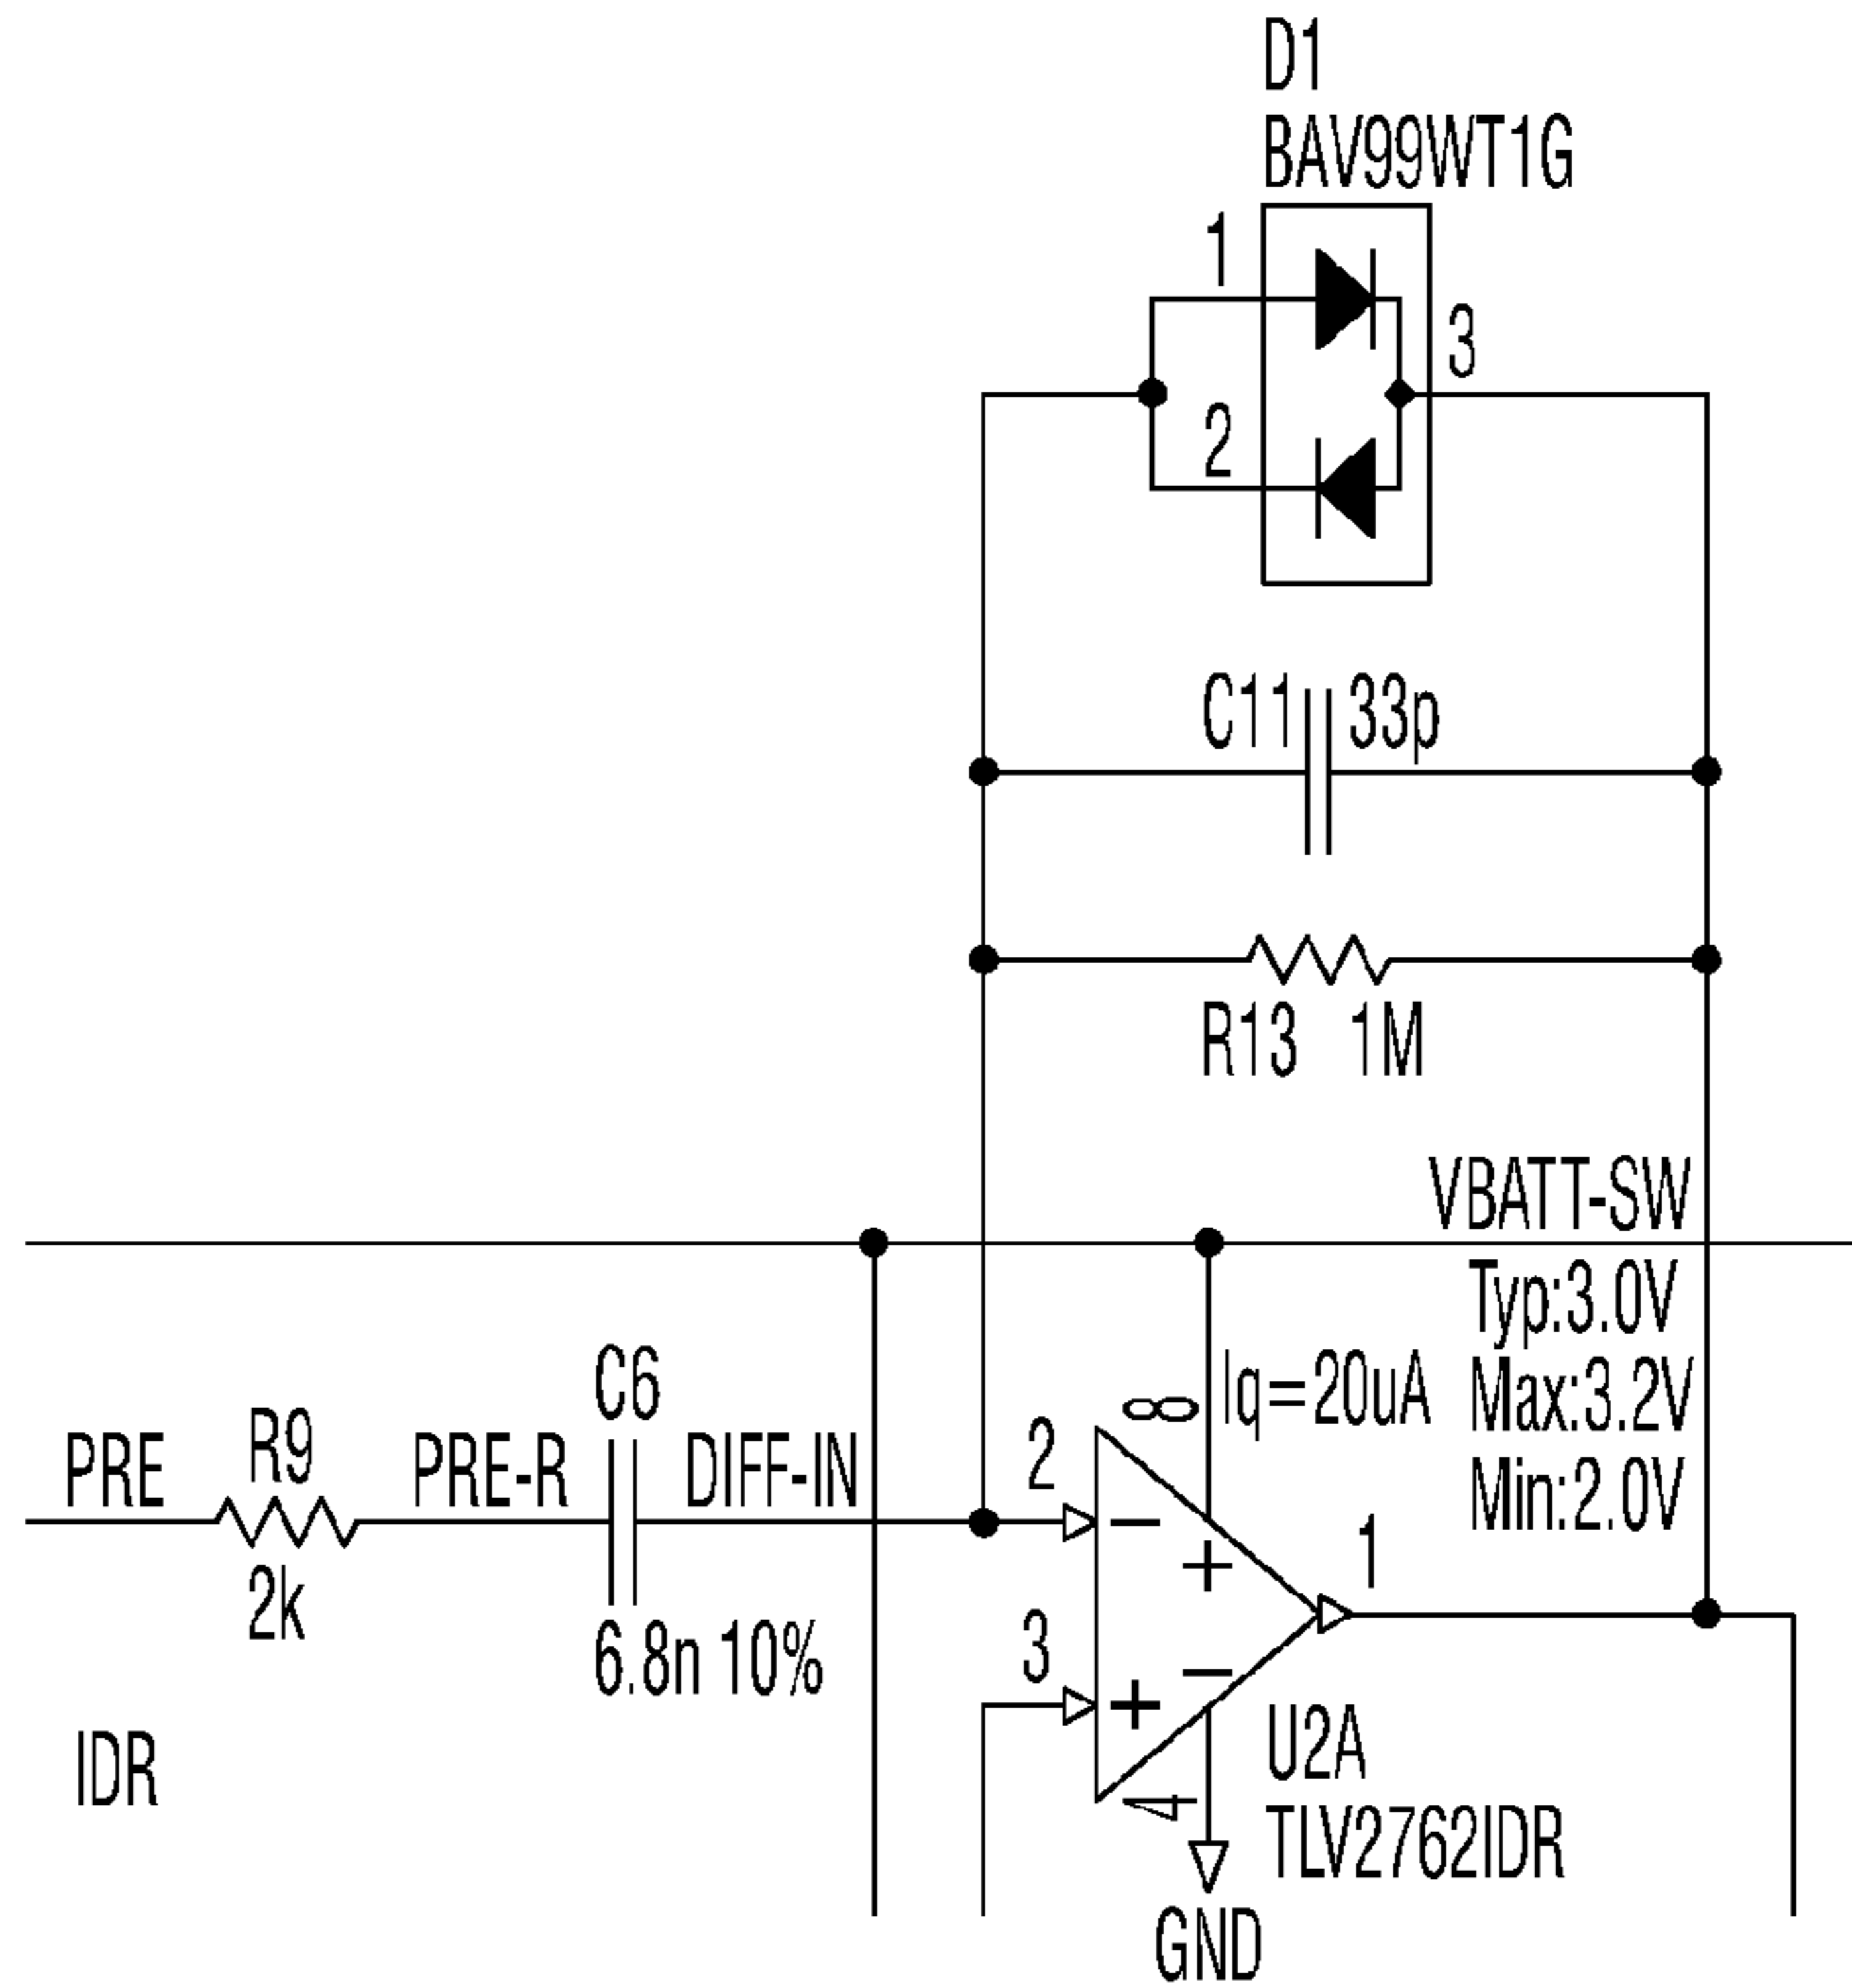 D1
BAV99WT1G
1
3
2
C11 33p
R13 1M
VBATT-SW
Typ:3.0V
Max:3.2V
Min:2.0V
C6
8 Iq=20uA
PRE R9 PRE-R DIFF-IN 2
2k
6.8n 10%
1
3
IDR
4
U2A
TLV2762IDR
GND